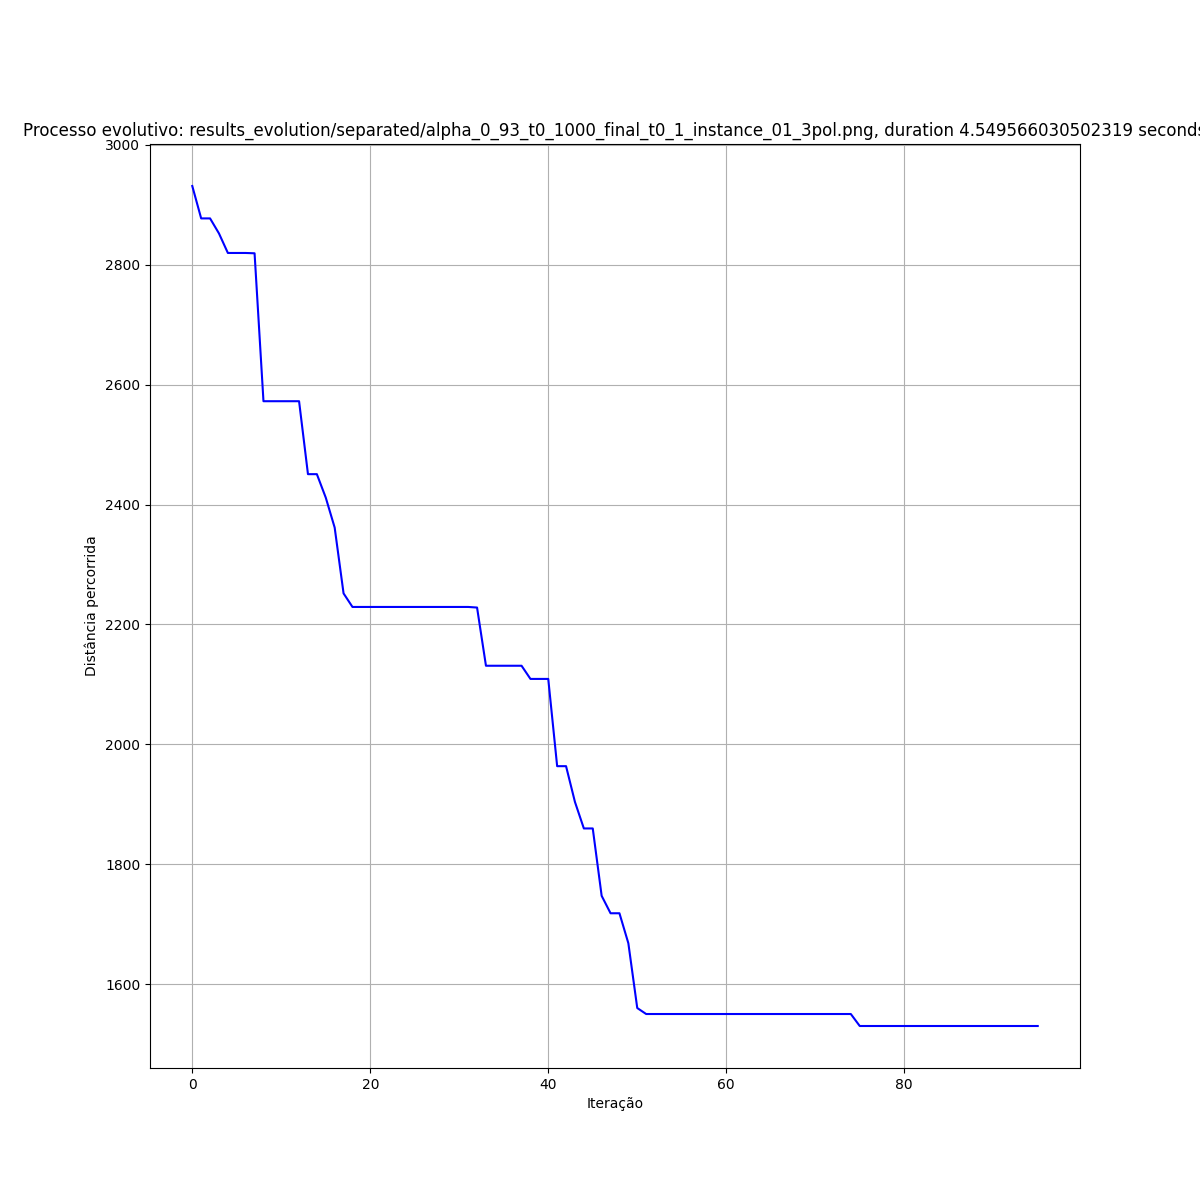 Processo evolutivo: results_evolution/separated/alpha_0_93_t0_1000_final_t0_1_instance_01_3pol.png, duration 4.549566030502319 seconds
3000
2800
2600
2400
2200
2000
1800
1600
Distância percorrida
0 20 40 60 80
Iteração